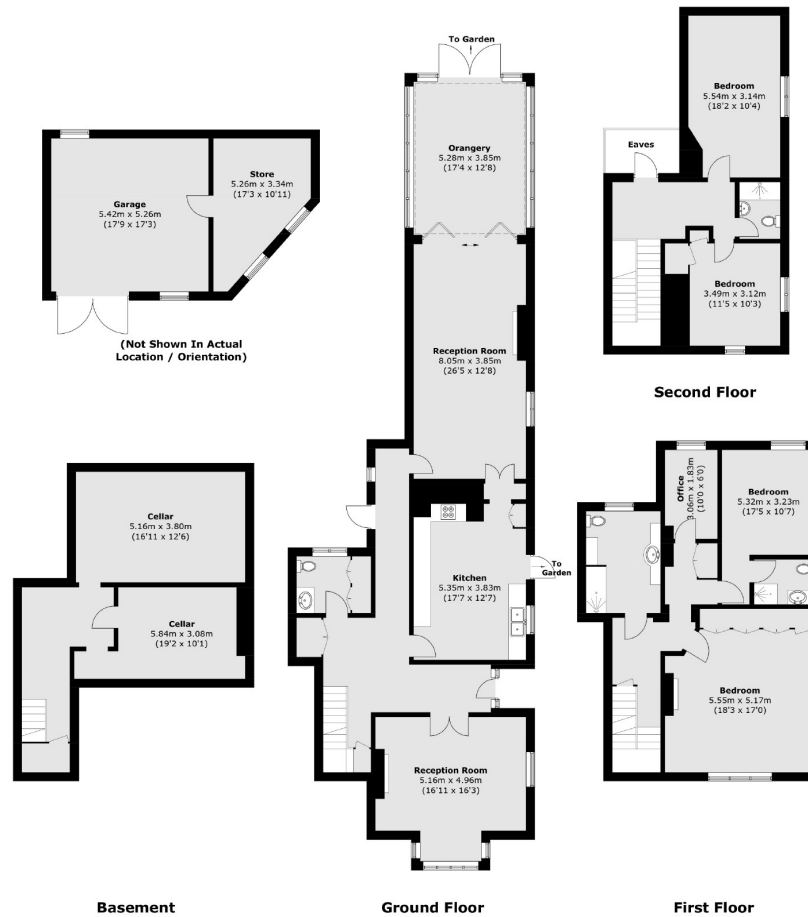 To Garden
Orangery
5.28m x 3.85m
(17'4 x 12'8)
Garage
5.42m x 5.26m
(17'9 x 17'3)
Store
5.26m x 3.34m
(17'3 x 10'11)
(Not Shown In Actual
Location / Orientation)
Reception Room
8.05m x 3.85m
(26'5 x 12'8)
Bedroom
5.54m x 3.14m
(18'2 x 10'4)
Eaves
Bedroom
3.49m x 3.12m
(11'5 x 10'3)
Second Floor
Cellar
5.16m x 3.80m
(16'11 x 12'6)
Cellar
5.84m x 3.08m
(19'2 x 10'1)
Basement
Kitchen
5.35m x 3.83m
(17'7 x 12'7)
To
Garden
Reception Room
5.16m x 4.96m
(16'11 x 16'3)
Ground Floor
Office
3.06m x 1.83m
(10'0 x 6'0)
Bedroom
5.32m x 3.23m
(17'5 x 10'7)
Bedroom
5.55m x 5.17m
(18'3 x 17'0)
First Floor